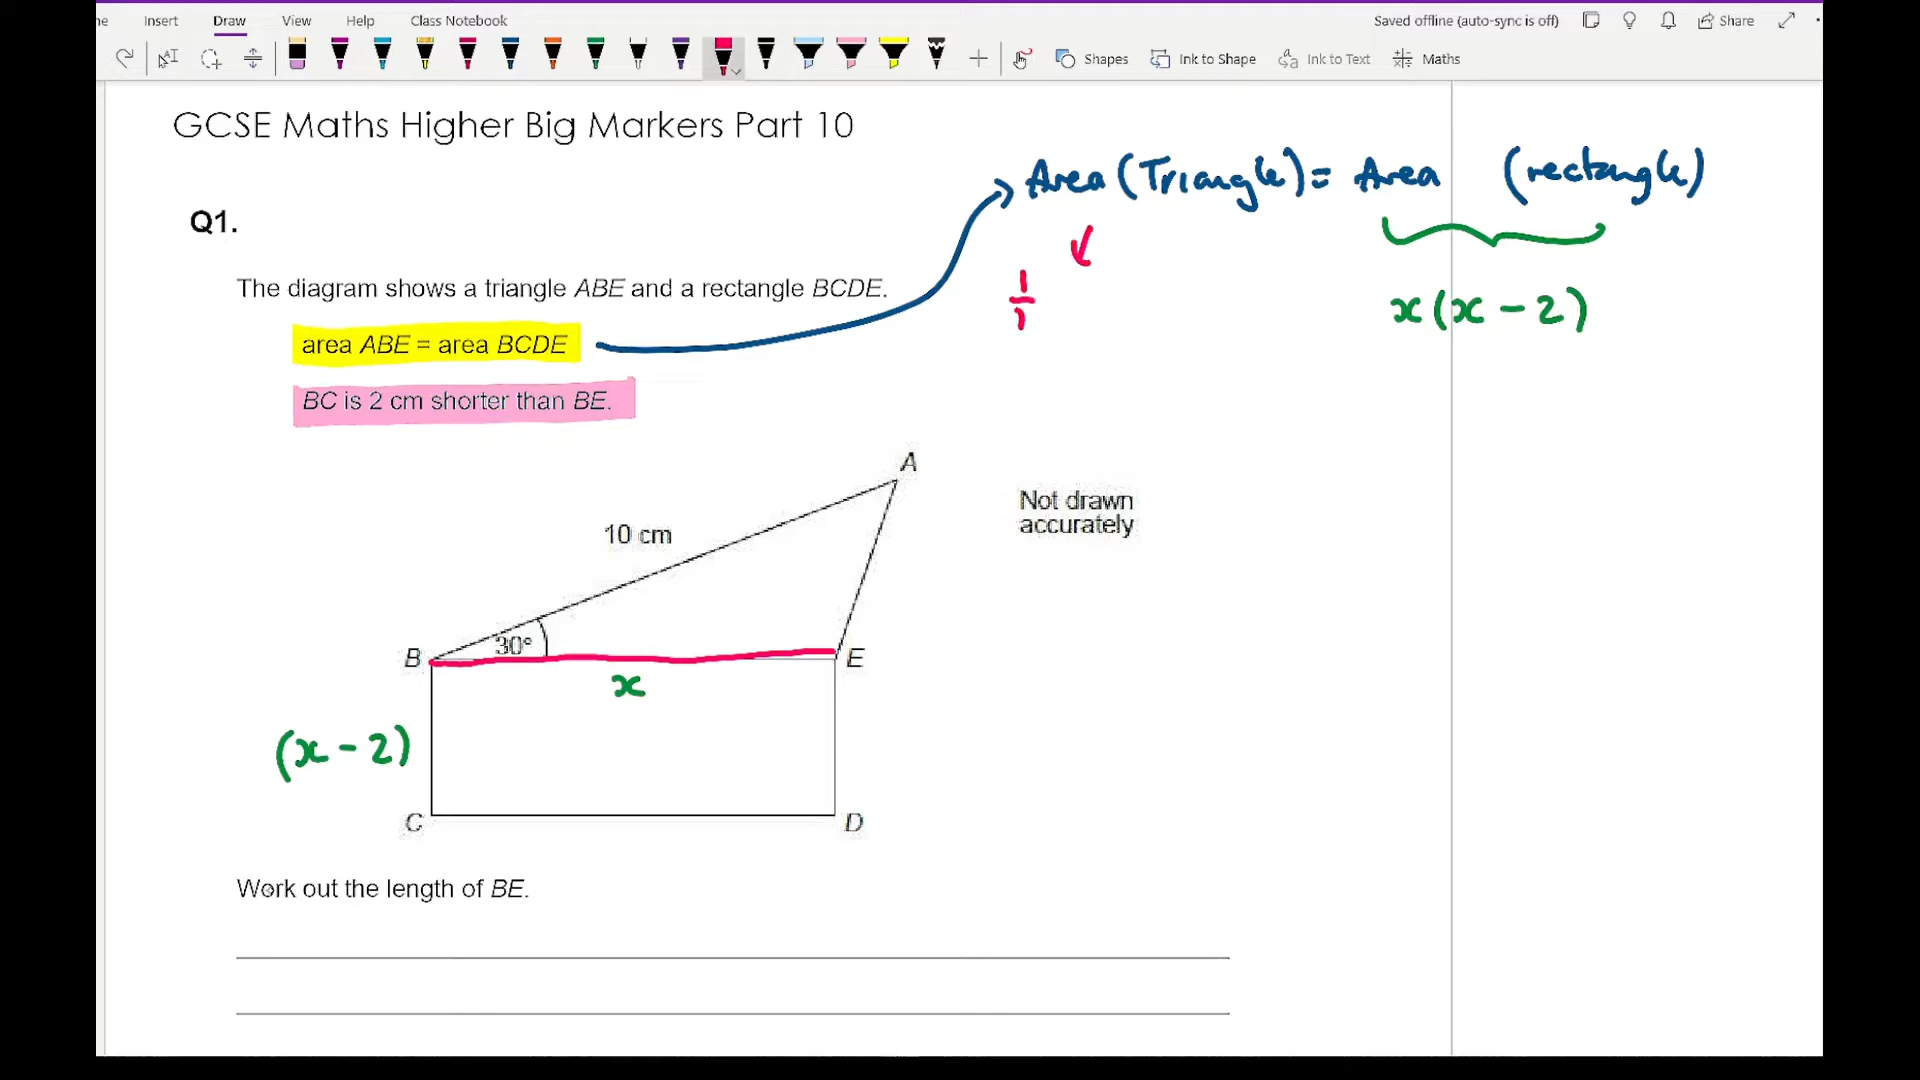 Insert Draw View Help Class Notebook Saved offline (auto-sync is off) Share
Shapes Ink to Shape Ink to Text Maths
GCSE Maths Higher Big Markers Part 10
Area (Triangle) = Area (rectangle)
Q1.
The diagram shows a triangle ABE and a rectangle BCDE.
x(x - 2)
area ABE = area BCDE
BC is 2 cm shorter than BE.
A
Not drawn
accurately
10 cm
30°
B
E
x
(x - 2)
C
D
Work out the length of BE.